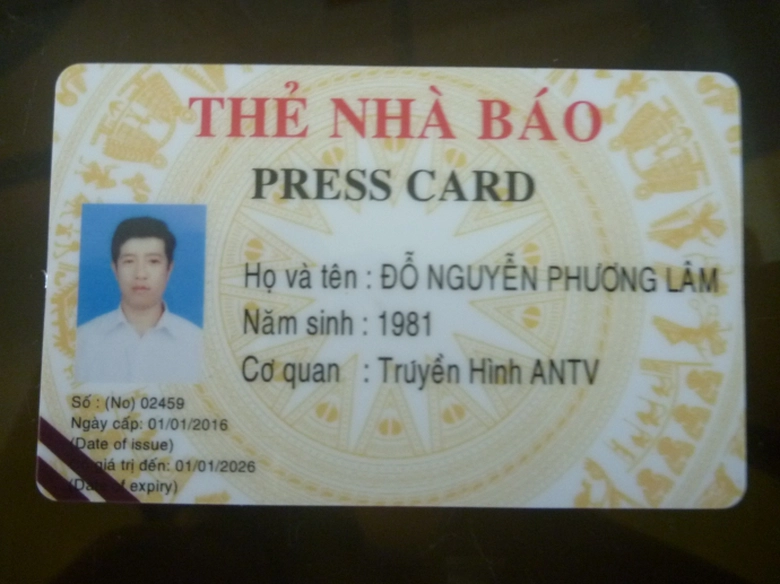 THẺ NHÀ BÁO
PRESS CARD
Họ và tên : ĐỖ NGUYỄN PHƯƠNG LÂM
Năm sinh : 1981
Cơ quan : Truyền Hình ANTV
Số : (No) 02459
Ngày cấp: 01/01/2016
(Date of issue)
giá trị đến: 01/01/2026
(Date of expiry)